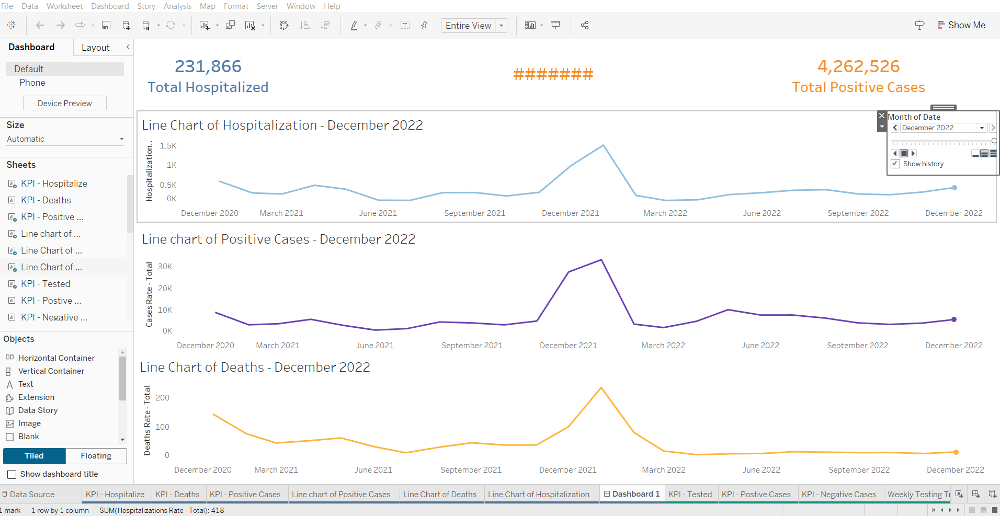 File Data Worksheet Dashboard Story Analysis Map Format Server Window Help
Entire View
Show Me
Dashboard
Layout
Default
Phone
Device Preview
Size
Automatic
Sheets
KPI - Hospitalize
KPI - Deaths
KPI - Positive ...
Line chart of ...
Line Chart of ...
Line Chart of ...
KPI - Tested
KPI - Postive ...
KPI - Negative ...
Objects
Horizontal Container
Vertical Container
Text
Extension
Data Story
Image
Blank
Tiled
Floating
Show dashboard title
231,866
Total Hospitalized
#######
4,262,526
Total Positive Cases
Month of Date
December 2022
Show history
Line Chart of Hospitalization - December 2022
Hospitalization..
1.5K
1K
0.5K
0K
December 2020 March 2021 June 2021 September 2021 December 2021 March 2022 June 2022 September 2022 December 2022
Line chart of Positive Cases - December 2022
Cases Rate - Total
30K
20K
10K
0K
December 2020 March 2021 June 2021 September 2021 December 2021 March 2022 June 2022 September 2022 December 2022
Line Chart of Deaths - December 2022
Deaths Rate - Total
200
100
0
December 2020 March 2021 June 2021 September 2021 December 2021 March 2022 June 2022 September 2022 December 2022
Data Source KPI - Hospitalize KPI - Deaths KPI - Positive Cases Line chart of Positive Cases Line Chart of Deaths Line Chart of Hospitalization Dashboard 1 KPI - Tested KPI - Postive Cases KPI - Negative Cases Weekly Testing Tr
1 mark 1 row by 1 column SUM(Hospitalizations Rate - Total): 418